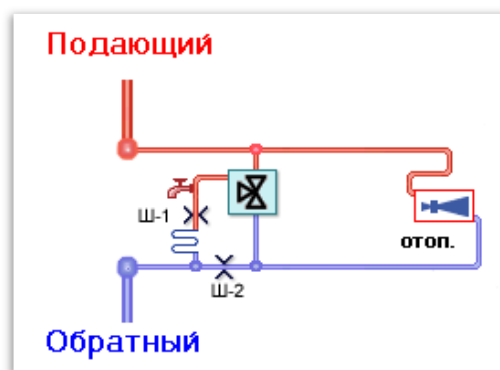 Подающий
Ш-1
отоп.
Ш-2
Обратный